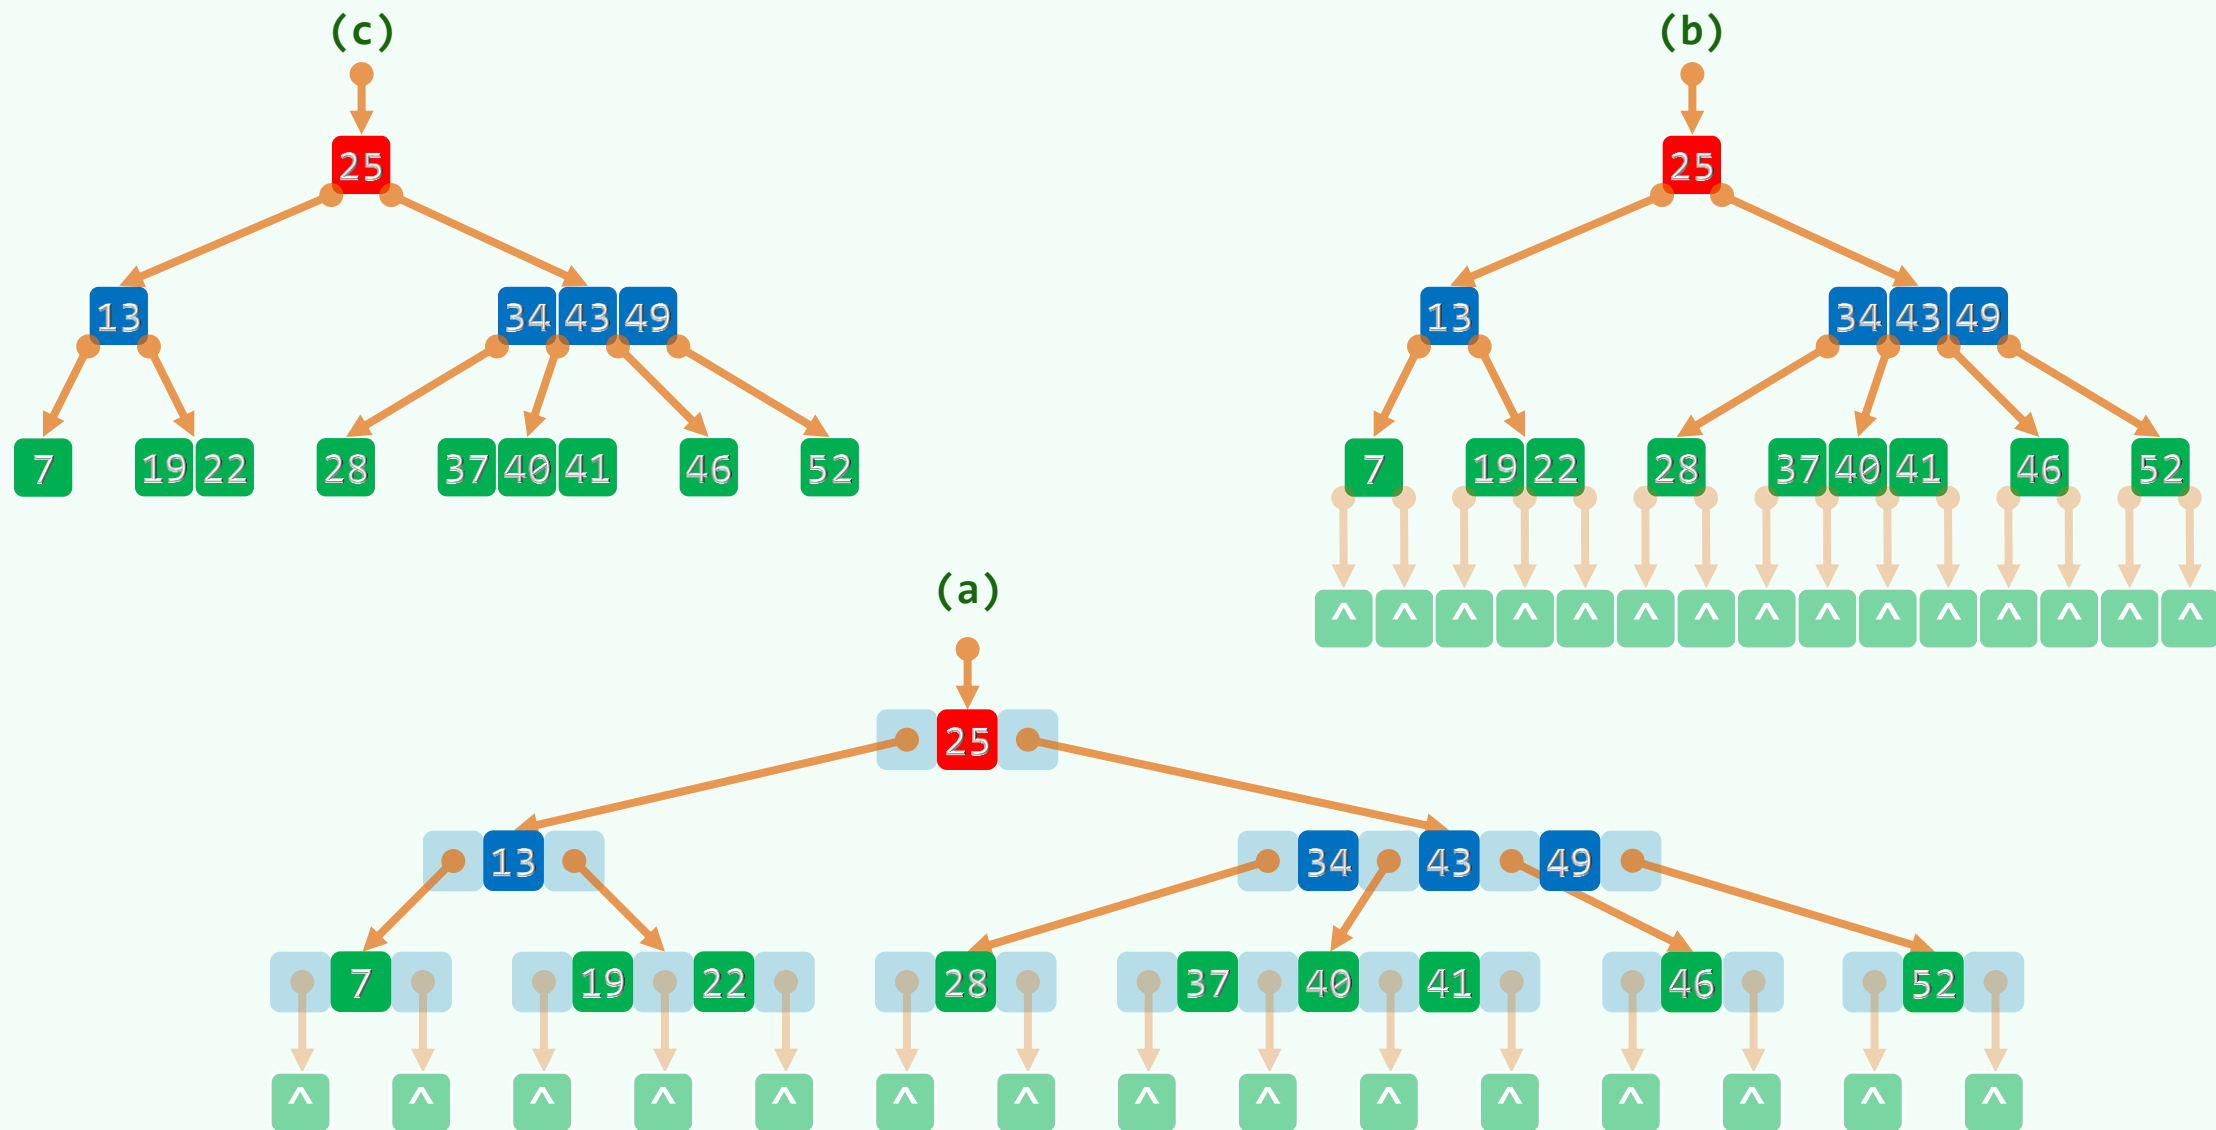 (c) (b)
25 25
13 34 43 49 13 34 43 49
7 19 22 28 37 40 41 46 52 7 19 22 28 37 40 41 46 52
^ ^ ^ ^ ^ ^ ^ ^ ^ ^ ^ ^ ^ ^ ^
(a)
25
13 34 43 49
7 19 22 28 37 40 41 46 52
^ ^ ^ ^ ^ ^ ^ ^ ^ ^ ^ ^ ^ ^ ^